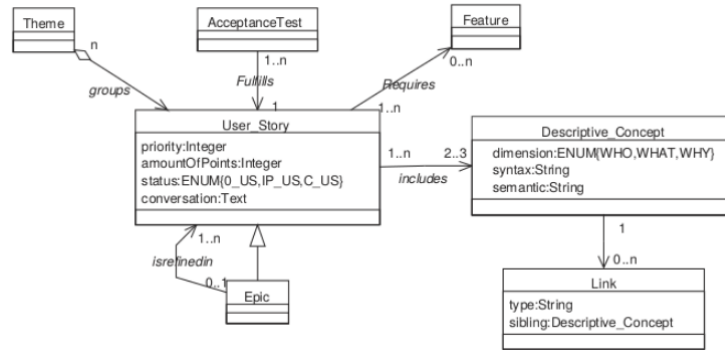 Theme
AcceptanceTest
Feature
n
1..n
0..n
groups
Fulfills
Requires
1
1..n
User_Story
priority:Integer
amountOfPoints:Integer
status:ENUM{0_US,IP_US,C_US}
conversation:Text
1..n
2..3
includes
Descriptive_Concept
dimension:ENUM{WHO,WHAT,WHY}
syntax:String
semantic:String
1..n
isrefinedin
0..1
Epic
1
0..n
Link
type:String
sibling:Descriptive_Concept